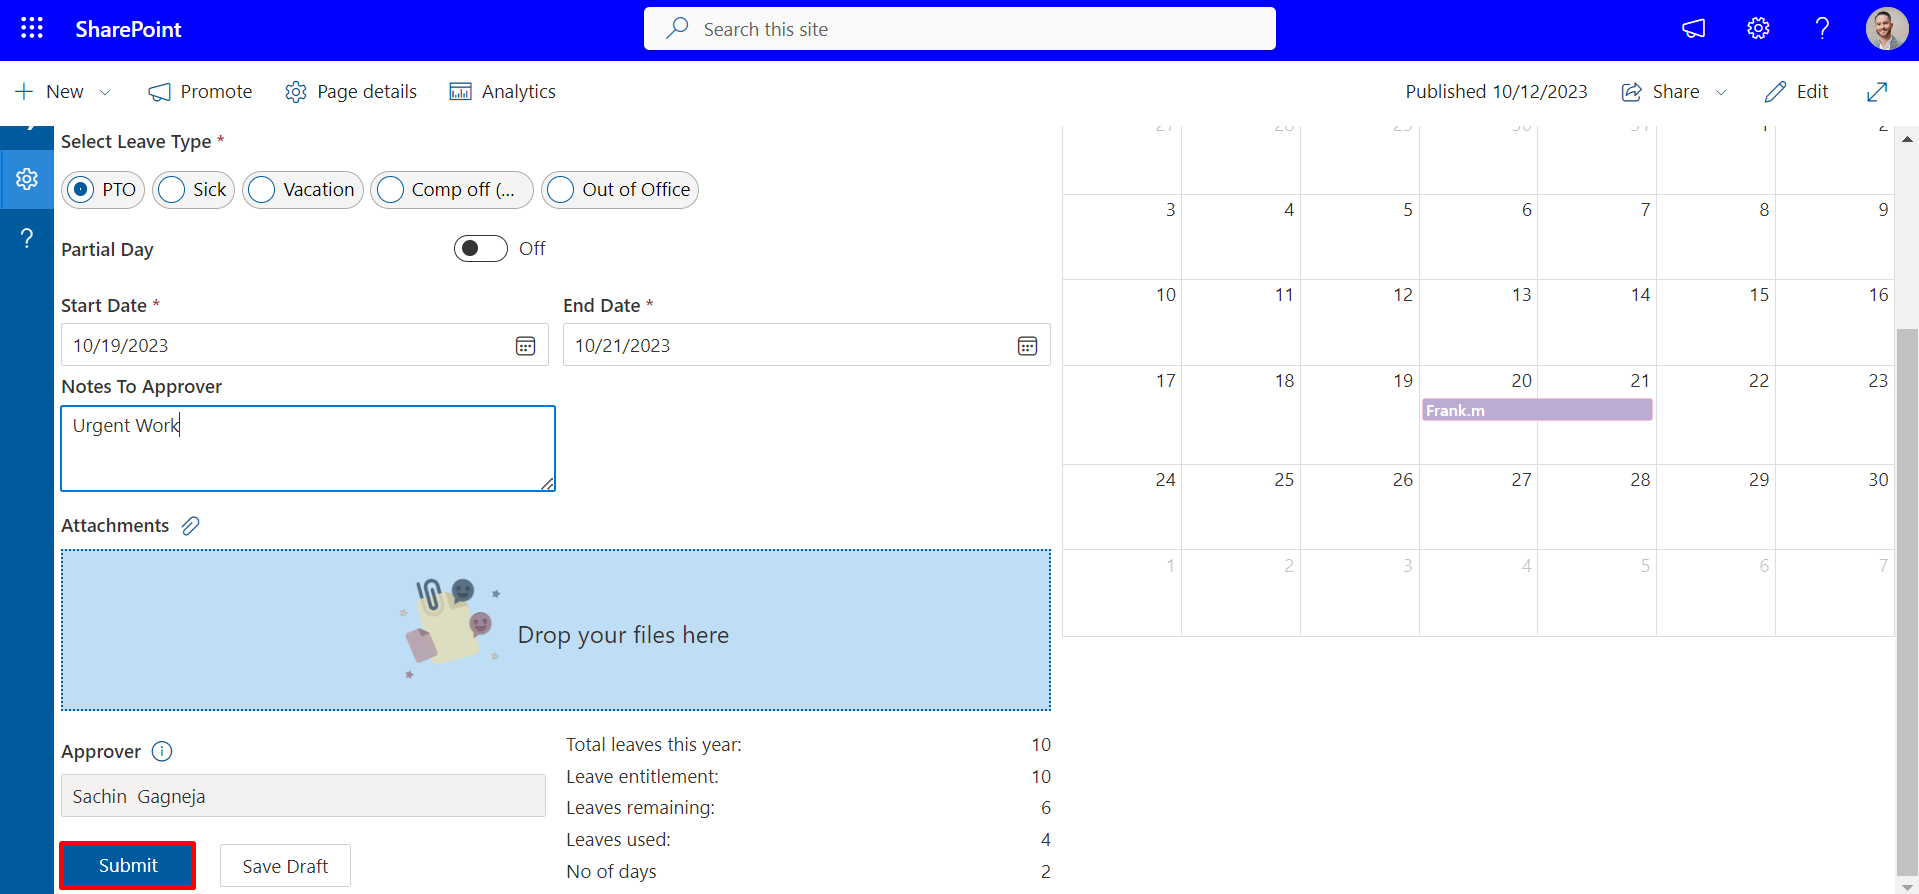 SharePoint
Search this site
?
New
Promote
Page details
Analytics
Published 10/12/2023
Share
Edit
Select Leave Type *
PTO
Sick
Vacation
Comp off (...
Out of Office
?
Partial Day
Off
Start Date *
End Date *
10/19/2023
10/21/2023
Notes To Approver
Urgent Work
Attachments
Drop your files here
Approver
Sachin Gagneja
Submit
Save Draft
Total leaves this year: 10
Leave entitlement: 10
Leaves remaining: 6
Leaves used: 4
No of days 2
27 28 29 30 31 1 2
3 4 5 6 7 8 9
10 11 12 13 14 15 16
17 18 19 20 21 22 23
Frank.m
24 25 26 27 28 29 30
1 2 3 4 5 6 7